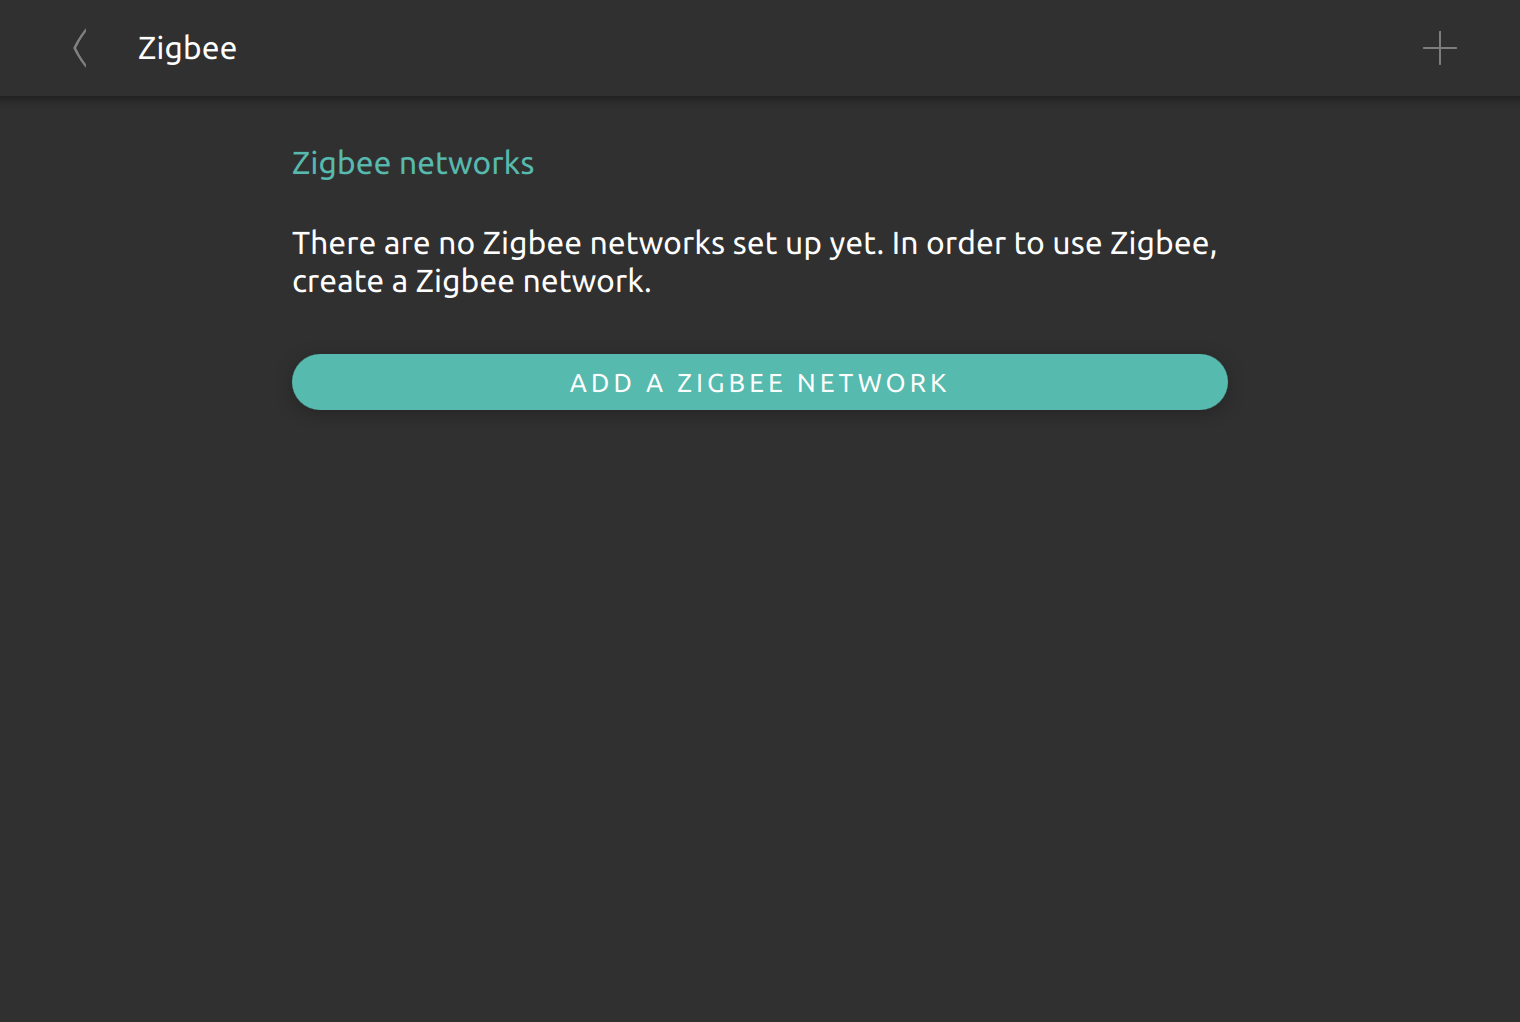 Zigbee
Zigbee networks
There are no Zigbee networks set up yet. In order to use Zigbee,
create a Zigbee network.
ADD A ZIGBEE NETWORK